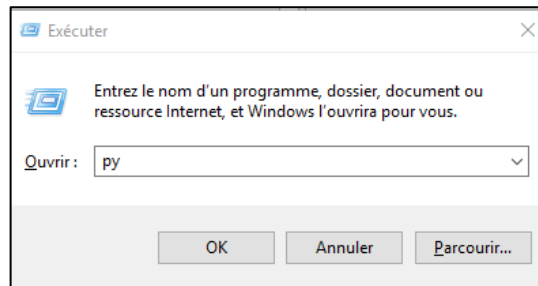 Exécuter
Entrez le nom d'un programme, dossier, document ou
ressource Internet, et Windows l'ouvrira pour vous.
Ouvrir : py
OK Annuler Parcourir...